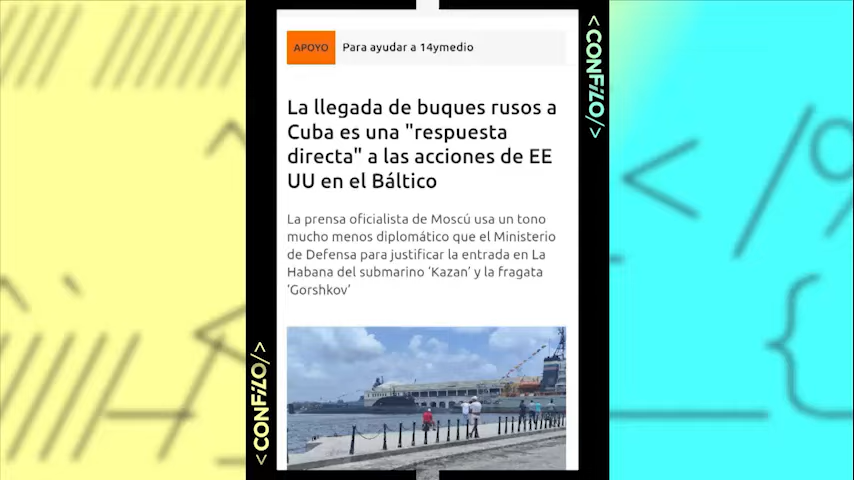 APOYO Para ayudar a 14ymedio
La llegada de buques rusos a
Cuba es una "respuesta
directa" a las acciones de EE
UU en el Báltico
La prensa oficialista de Moscú usa un tono
mucho menos diplomático que el Ministerio
de Defensa para justificar la entrada en La
Habana del submarino 'Kazan' y la fragata
'Gorshkov'
<CONFILO/>
<CONFILO/>